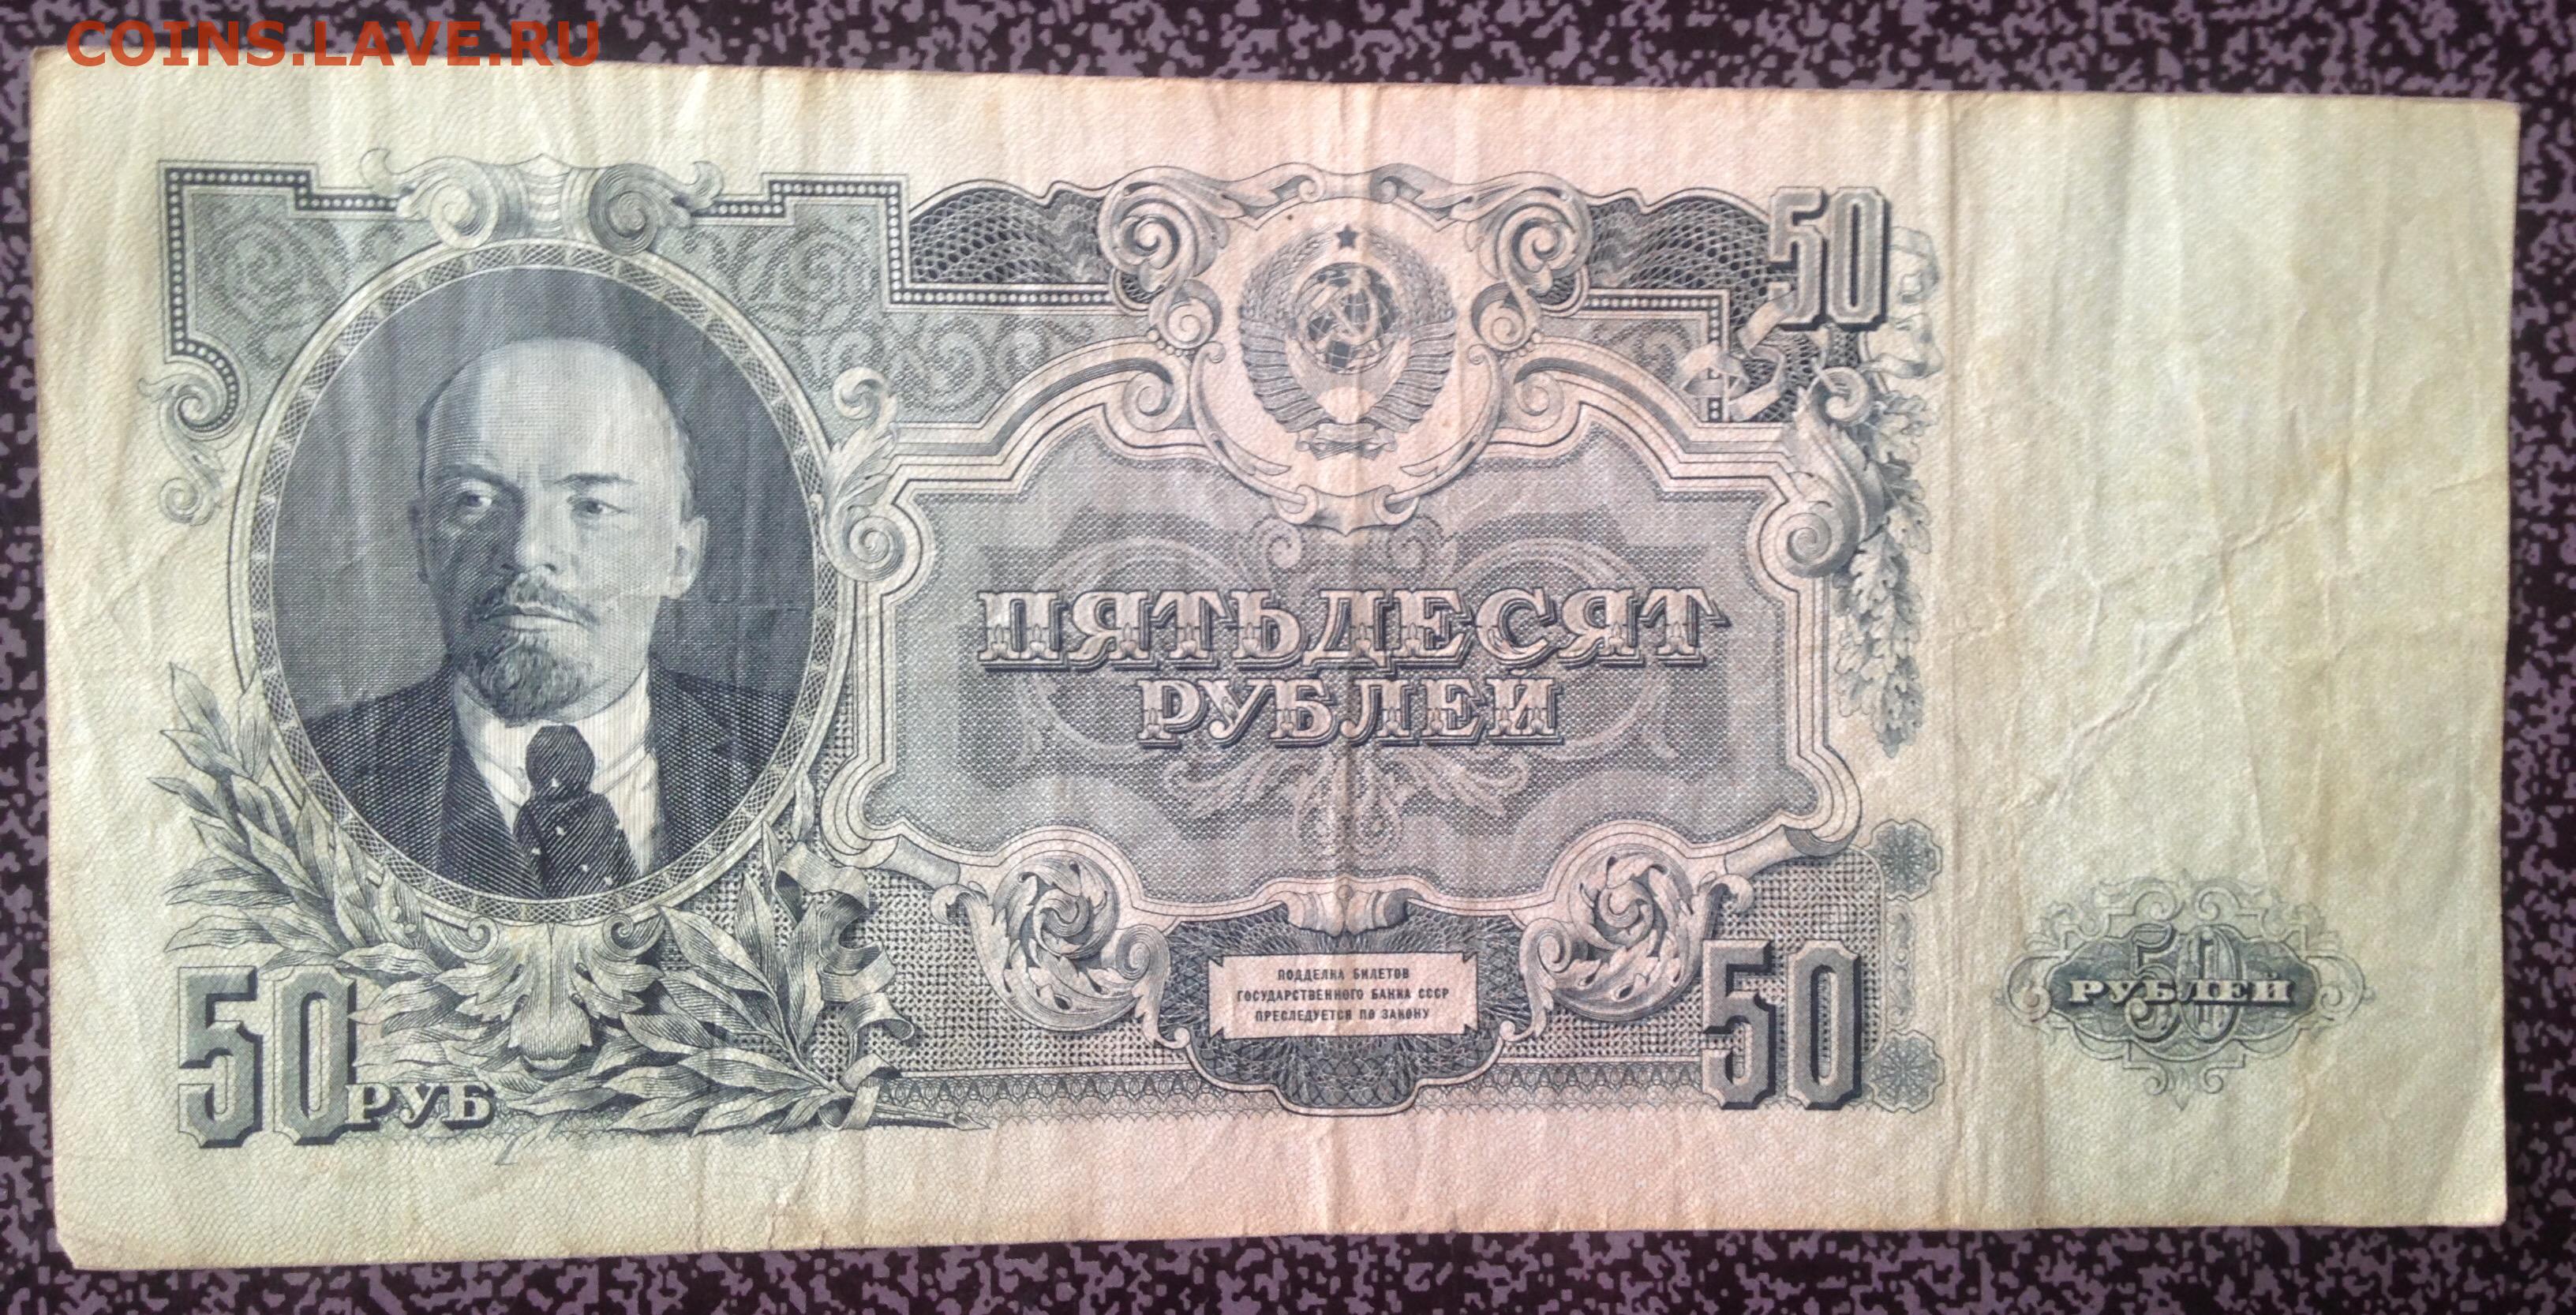 COINS.LAVE.RU
50
ПЯТЬДЕСЯТ
РУБЛЕЙ
50 РУБ
ПОДДЕЛКА БИЛЕТОВ
ГОСУДАРСТВЕННОГО БАНКА СССР
ПРЕСЛЕДУЕТСЯ ПО ЗАКОНУ
50
50
РУБЛЕЙ